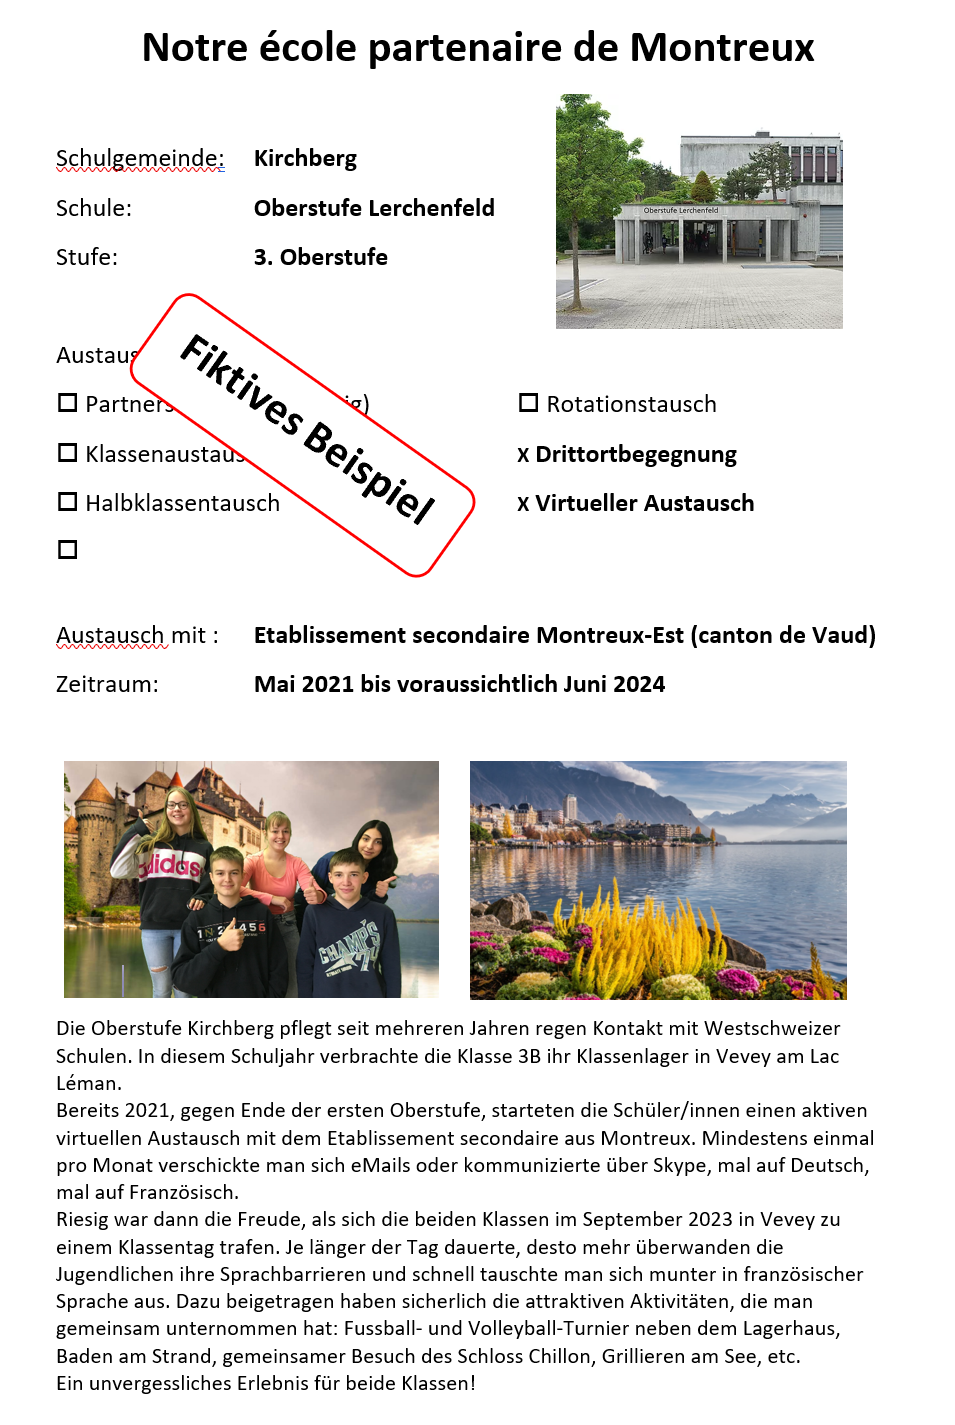 Notre école partenaire de Montreux
Schulgemeinde: Kirchberg
Schule: Oberstufe Lerchenfeld
Stufe: 3. Oberstufe
Oberstufe Lerchenfeld
Fiktives Beispiel
☐ Rotationstausch
☐ Klassenaustaus
x Drittortbegegnung
☐ Halbklassentausch
x Virtueller Austausch
☐
Austausch mit : Etablissement secondaire Montreux-Est (canton de Vaud)
Zeitraum: Mai 2021 bis voraussichtlich Juni 2024
adidas
CHAMP'S
Die Oberstufe Kirchberg pflegt seit mehreren Jahren regen Kontakt mit Westschweizer
Schulen. In diesem Schuljahr verbrachte die Klasse 3B ihr Klassenlager in Vevey am Lac
Léman.
Bereits 2021, gegen Ende der ersten Oberstufe, starteten die Schüler/innen einen aktiven
virtuellen Austausch mit dem Etablissement secondaire aus Montreux. Mindestens einmal
pro Monat verschickte man sich eMails oder kommunizierte über Skype, mal auf Deutsch,
mal auf Französisch.
Riesig war dann die Freude, als sich die beiden Klassen im September 2023 in Vevey zu
einem Klassentag trafen. Je länger der Tag dauerte, desto mehr überwanden die
Jugendlichen ihre Sprachbarrieren und schnell tauschte man sich munter in französischer
Sprache aus. Dazu beigetragen haben sicherlich die attraktiven Aktivitäten, die man
gemeinsam unternommen hat: Fussball- und Volleyball-Turnier neben dem Lagerhaus,
Baden am Strand, gemeinsamer Besuch des Schloss Chillon, Grillieren am See, etc.
Ein unvergessliches Erlebnis für beide Klassen!